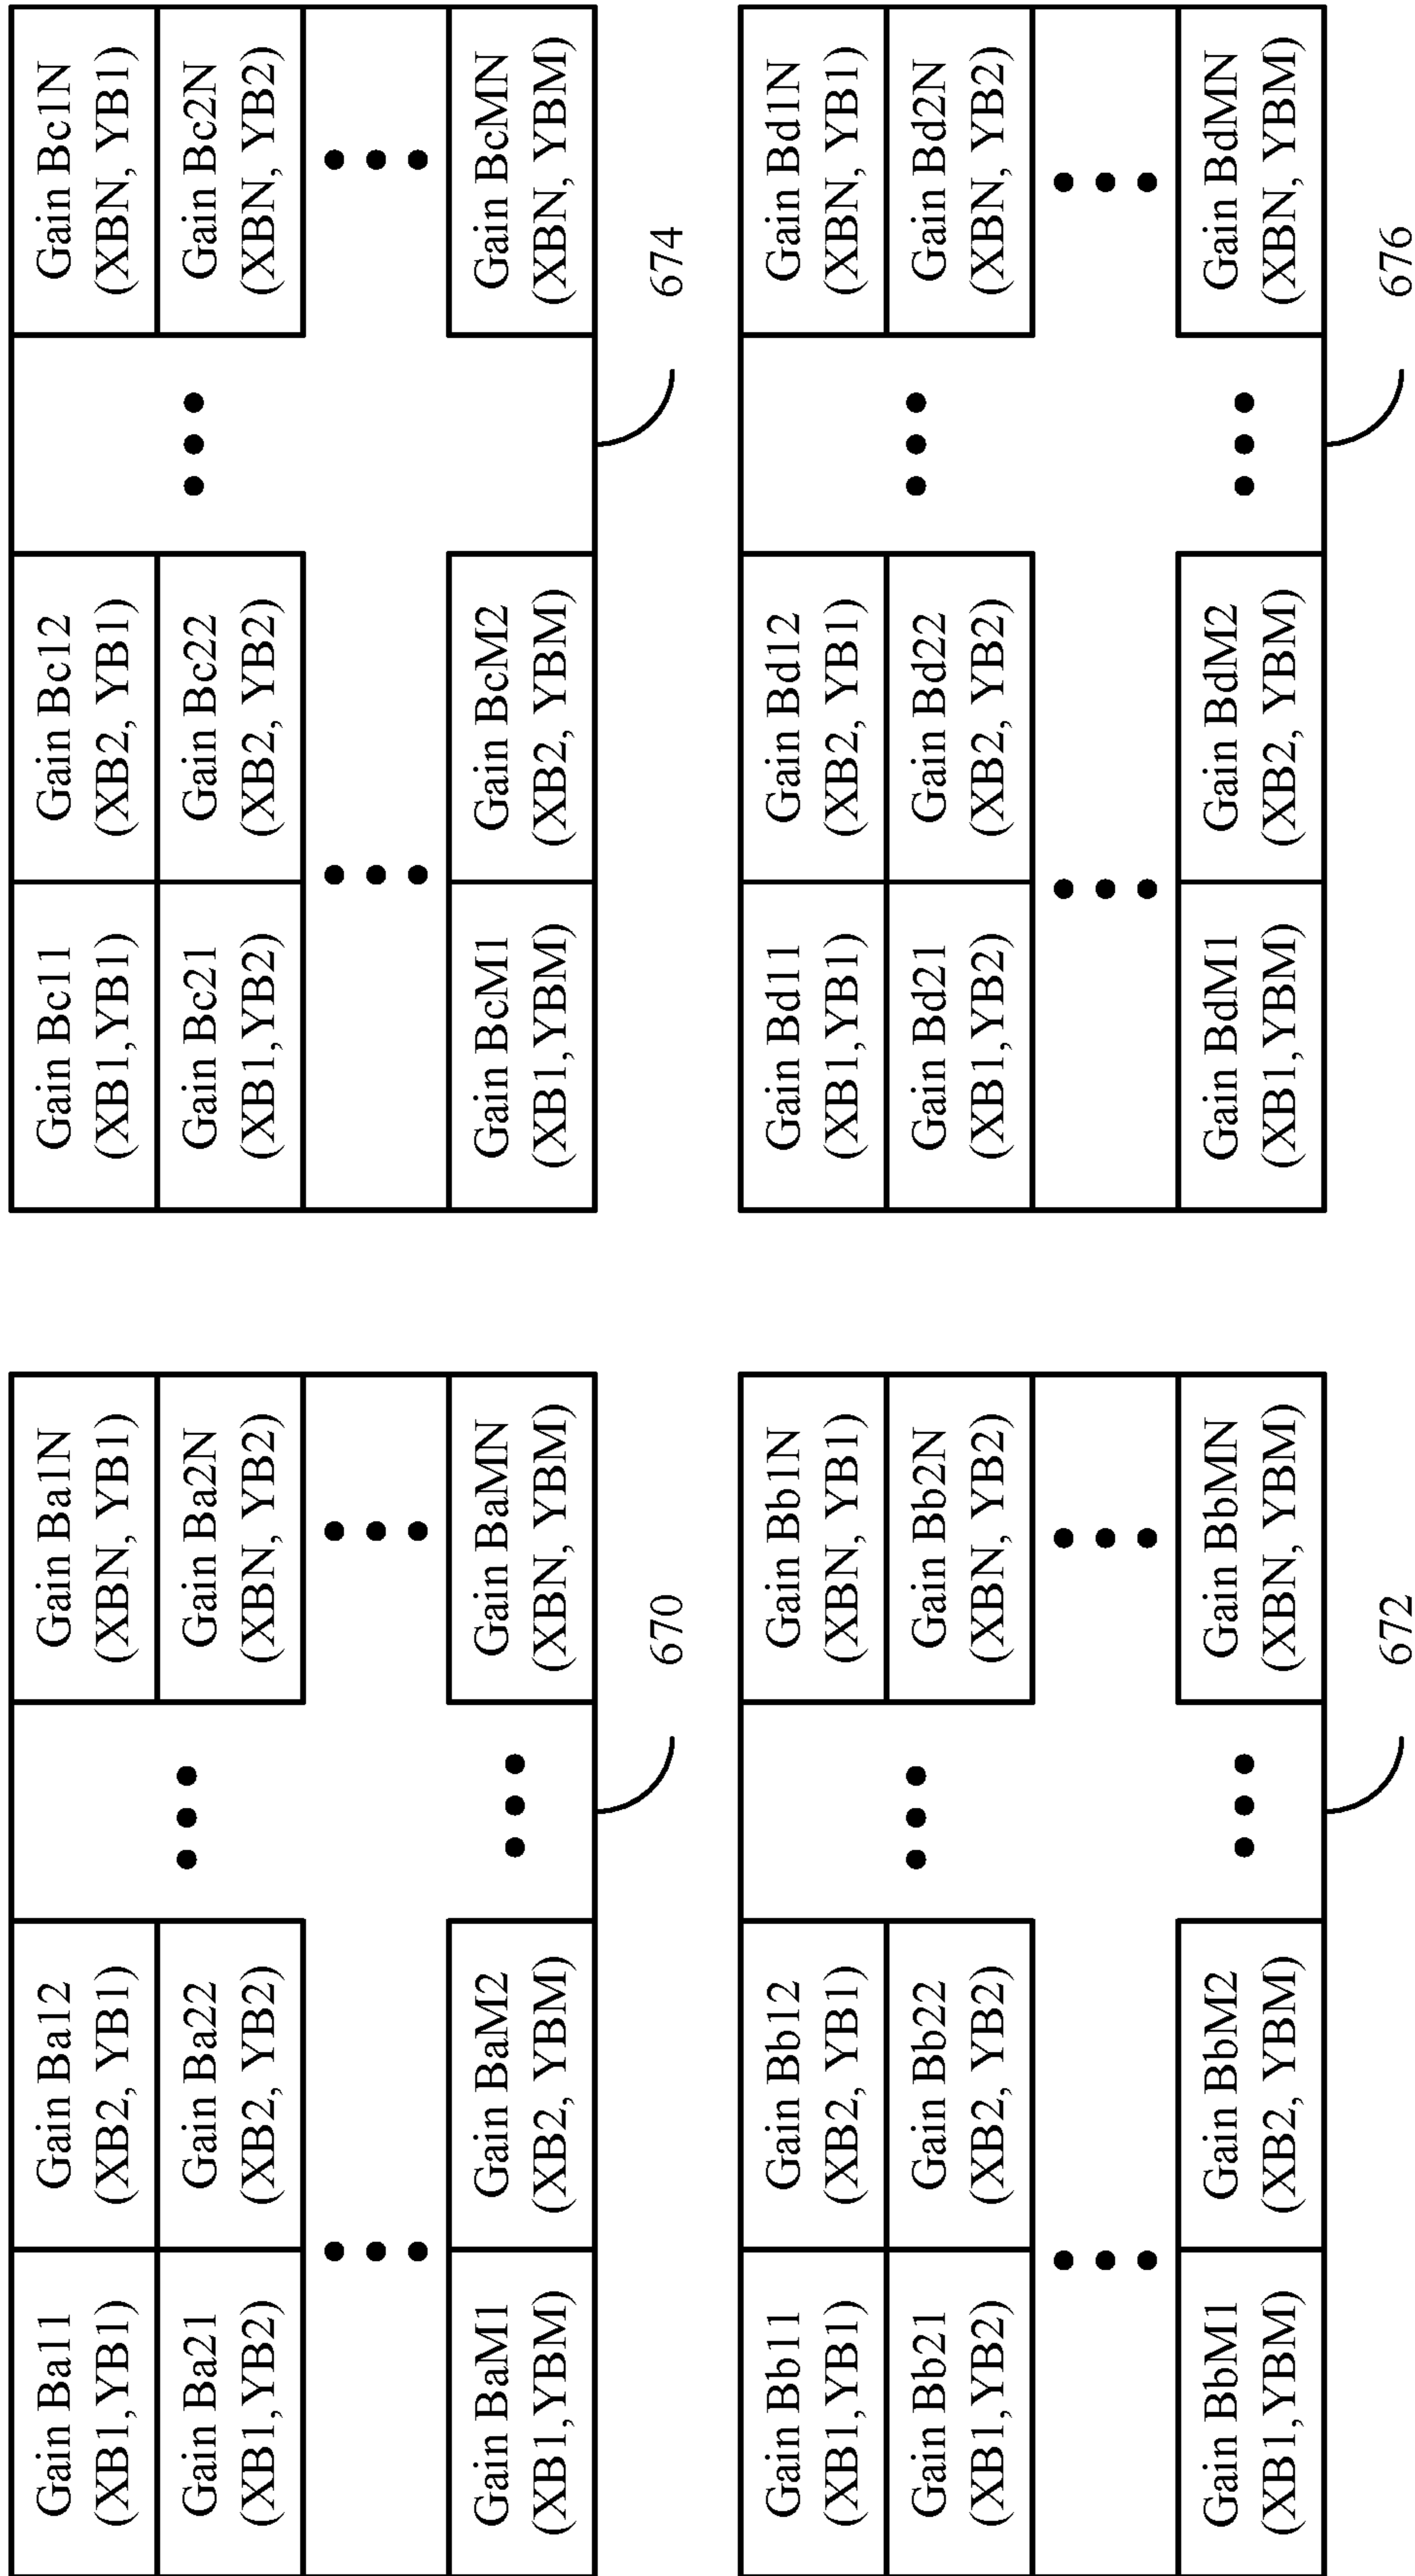 Gain Ba11
(XB1,YB1)
Gain Ba12
(XB2, YB1)
Gain Ba1N
(XBN, YB1)
Gain Ba21
(XB1,YB2)
Gain Ba22
(XB2, YB2)
Gain Ba2N
(XBN, YB2)
Gain BaM1
(XB1,YBM)
Gain BaM2
(XB2, YBM)
Gain BaMN
(XBN, YBM)
670
Gain Bc11
(XB1,YB1)
Gain Bc12
(XB2, YB1)
Gain Bc1N
(XBN, YB1)
Gain Bc21
(XB1,YB2)
Gain Bc22
(XB2, YB2)
Gain Bc2N
(XBN, YB2)
Gain BcM1
(XB1,YBM)
Gain BcM2
(XB2, YBM)
Gain BcMN
(XBN, YBM)
674
Gain Bb11
(XB1,YB1)
Gain Bb12
(XB2, YB1)
Gain Bb1N
(XBN, YB1)
Gain Bb21
(XB1,YB2)
Gain Bb22
(XB2, YB2)
Gain Bb2N
(XBN, YB2)
Gain BbM1
(XB1,YBM)
Gain BbM2
(XB2, YBM)
Gain BbMN
(XBN, YBM)
672
Gain Bd11
(XB1,YB1)
Gain Bd12
(XB2, YB1)
Gain Bd1N
(XBN, YB1)
Gain Bd21
(XB1,YB2)
Gain Bd22
(XB2, YB2)
Gain Bd2N
(XBN, YB2)
Gain BdM1
(XB1,YBM)
Gain BdM2
(XB2, YBM)
Gain BdMN
(XBN, YBM)
676